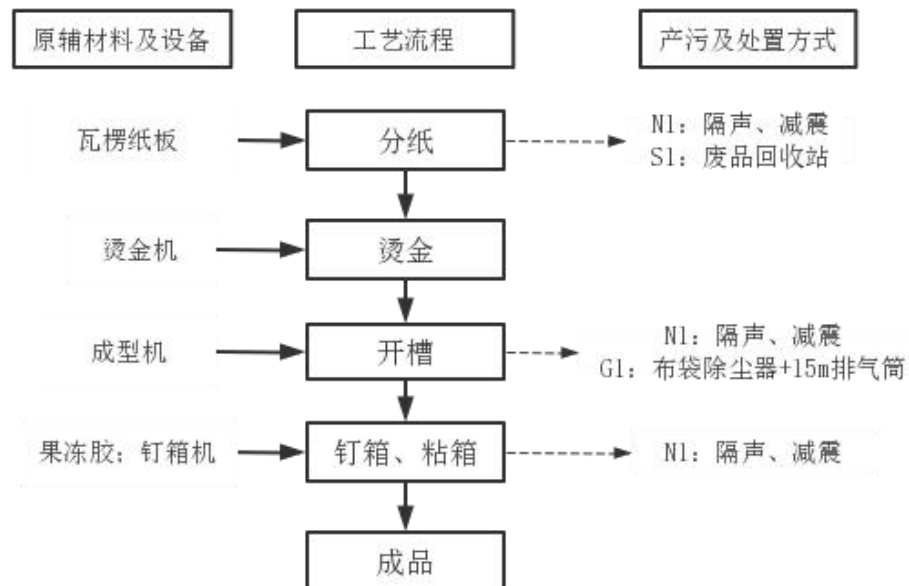 原辅材料及设备
工艺流程
产污及处置方式
瓦楞纸板
分纸
N1: 隔声、减震
S1: 废品回收站
烫金机
烫金
成型机
开槽
N1: 隔声、减震
G1: 布袋除尘器+15m排气筒
果冻胶; 钉箱机
钉箱、粘箱
N1: 隔声、减震
成品